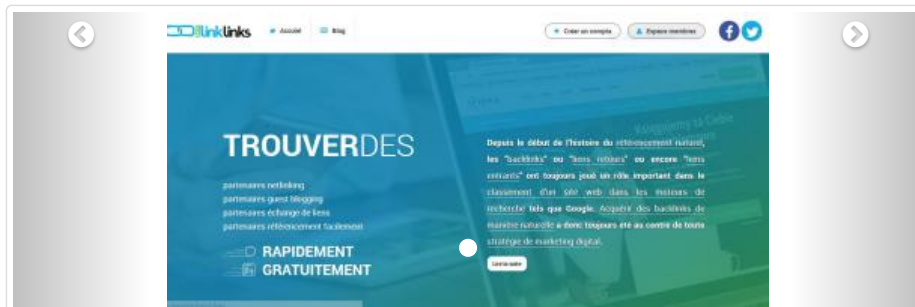 linklinks
Accueil
Blog
Créer un compte
Espace membres
TROUVERDES
partenaires netlinking
partenaires guest blogging
partenaires échange de liens
partenaires référencement facilement
RAPIDEMENT
GRATUITEMENT
Depuis le début de l'histoire du référencement naturel,
les "backlinks" ou "liens retours" ou encore "liens
entrants" ont toujours joué un rôle important dans le
classement d'un site web dans les moteurs de
recherche tels que Google. Acquérir des backlinks de
manière naturelle a donc toujours été au centre de toute
stratégie de marketing digital.
Lire la suite